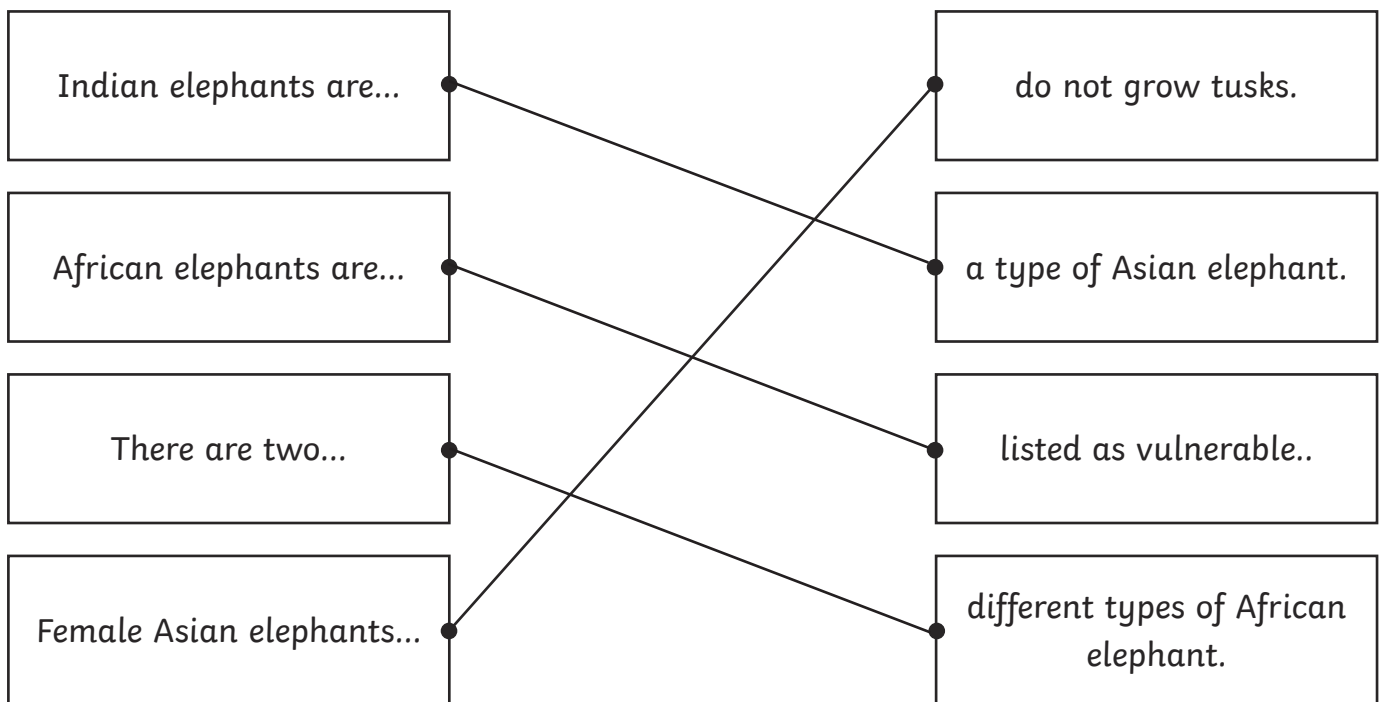 Indian elephants are...
do not grow tusks.
African elephants are...
a type of Asian elephant.
There are two...
listed as vulnerable..
Female Asian elephants...
different types of African
elephant.